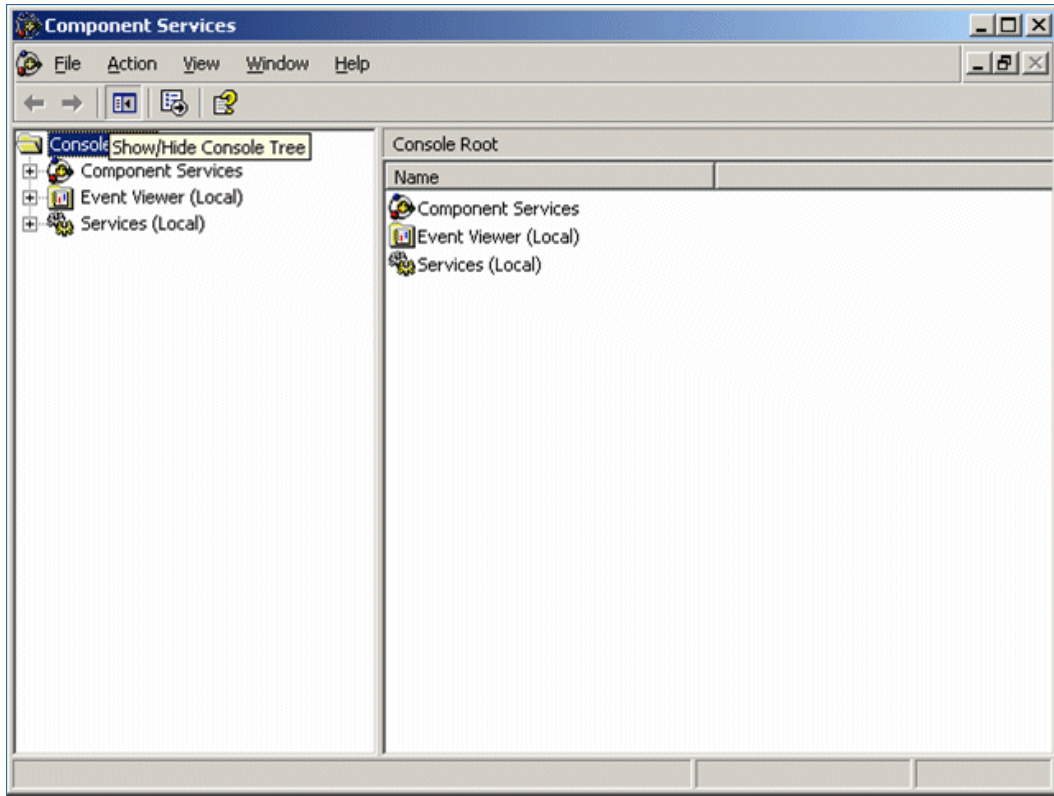 Component Services
File Action View Window Help
Console
Show/Hide Console Tree
Component Services
Event Viewer (Local)
Services (Local)
Console Root
Name
Component Services
Event Viewer (Local)
Services (Local)